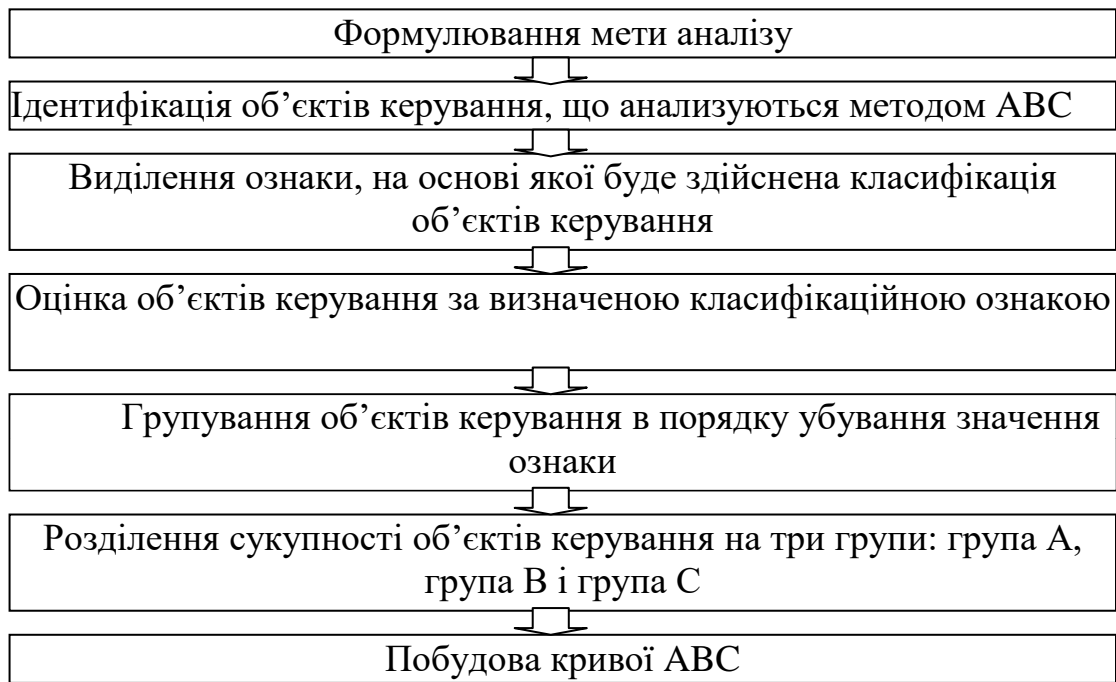 Формулювання мети аналізу
Ідентифікація об’єктів керування, що анализуються методом АВС
Виділення ознаки, на основі якої буде здійснена класифікація
об’єктів керування
Оцінка об’єктів керування за визначеною класифікаційною ознакою
Групування об’єктів керування в порядку убування значення
ознаки
Розділення сукупності об’єктів керування на три групи: група А,
група В і група С
Побудова кривої АВС